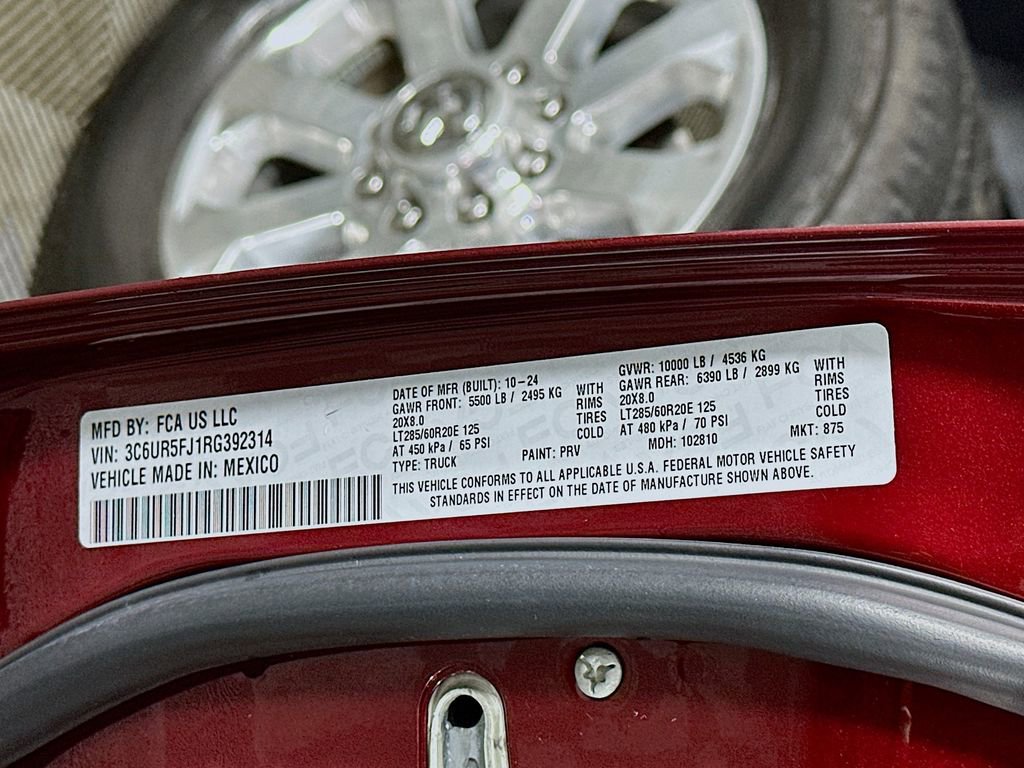 MFD BY: FCA US LLC
VIN: 3C6UR5FJ1RG392314
VEHICLE MADE IN: MEXICO
DATE OF MFR (BUILT): 10-24
GAWR FRONT: 5500 LB / 2495 KG WITH
20X8.0 RIMS
LT285/60R20E 125 TIRES
AT 450 kPa / 65 PSI COLD
TYPE: TRUCK PAINT: PRV
GVWR: 10000 LB / 4536 KG
GAWR REAR: 6390 LB / 2899 KG WITH
20X8.0 RIMS
LT285/60R20E 125 TIRES
AT 480 kPa / 70 PSI COLD
MDH: 102810 MKT: 875
THIS VEHICLE CONFORMS TO ALL APPLICABLE U.S.A. FEDERAL MOTOR VEHICLE SAFETY
STANDARDS IN EFFECT ON THE DATE OF MANUFACTURE SHOWN ABOVE.